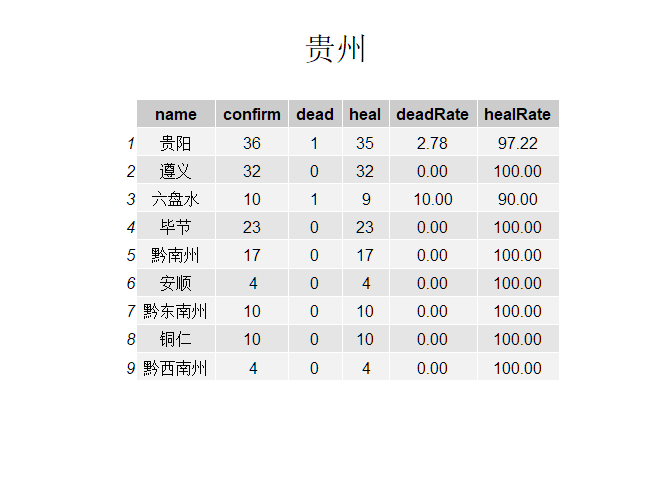 贵州
name confirm dead heal deadRate healRate
1 贵阳 36 1 35 2.78 97.22
2 遵义 32 0 32 0.00 100.00
3 六盘水 10 1 9 10.00 90.00
4 毕节 23 0 23 0.00 100.00
5 黔南州 17 0 17 0.00 100.00
6 安顺 4 0 4 0.00 100.00
7 黔东南州 10 0 10 0.00 100.00
8 铜仁 10 0 10 0.00 100.00
9 黔西南州 4 0 4 0.00 100.00